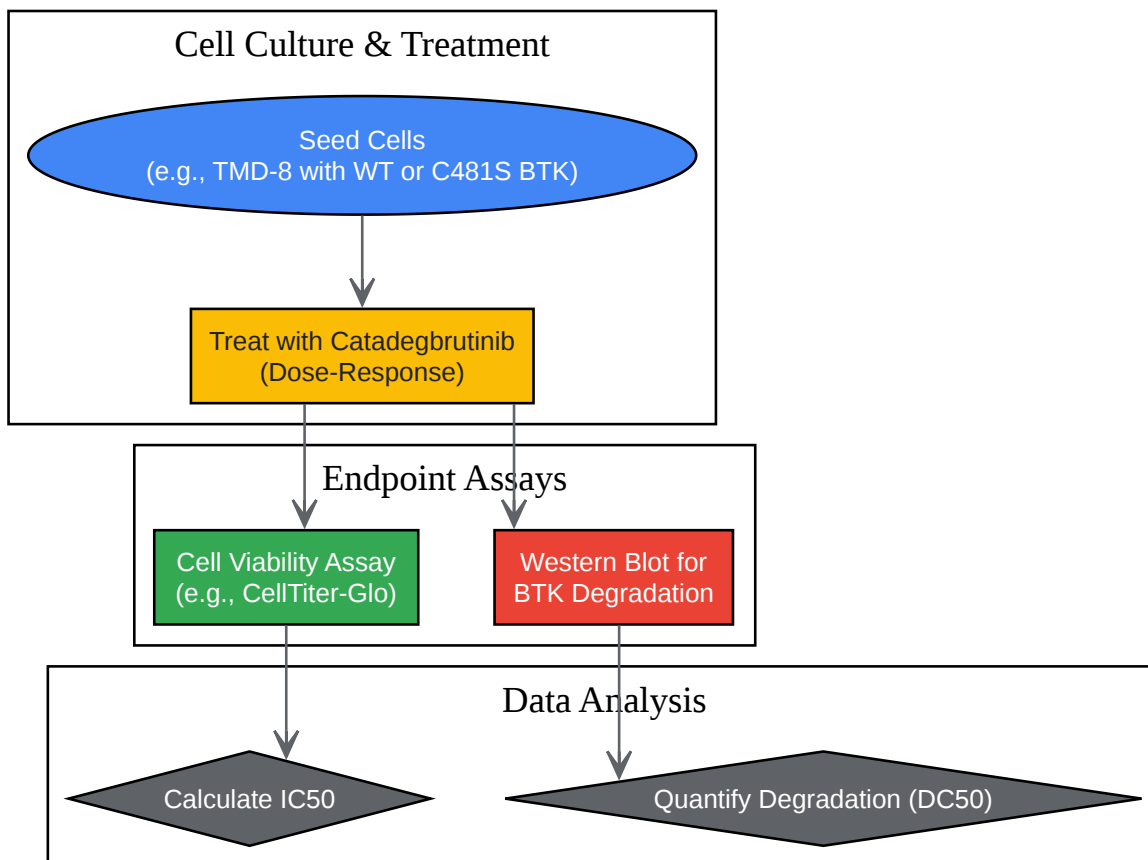 Cell Culture & Treatment
Seed Cells
(e.g., TMD-8 with WT or C481S BTK)
Treat with Catadegbrutinib
(Dose-Response)
Endpoint Assays
Cell Viability Assay
(e.g., CellTiter-Glo)
Western Blot for
BTK Degradation
Data Analysis
Calculate IC50
Quantify Degradation (DC50)